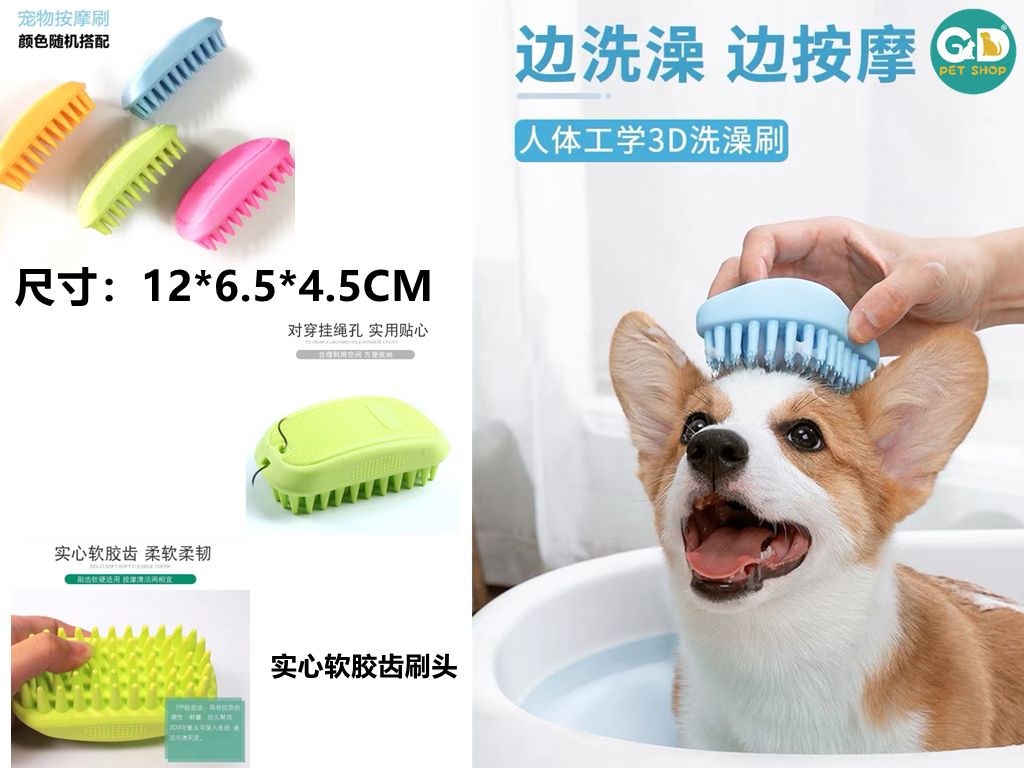 宠物按摩刷
颜色随机搭配
尺寸：12*6.5*4.5CM
对穿挂绳孔 实用贴心
合理利用空间 方便收纳
实心软胶齿 柔软柔韧
刷齿软硬适用 按摩清洁两相宜
实心软胶齿刷头
边洗澡 边按摩
人体工学3D洗澡刷
G&D
PET SHOP